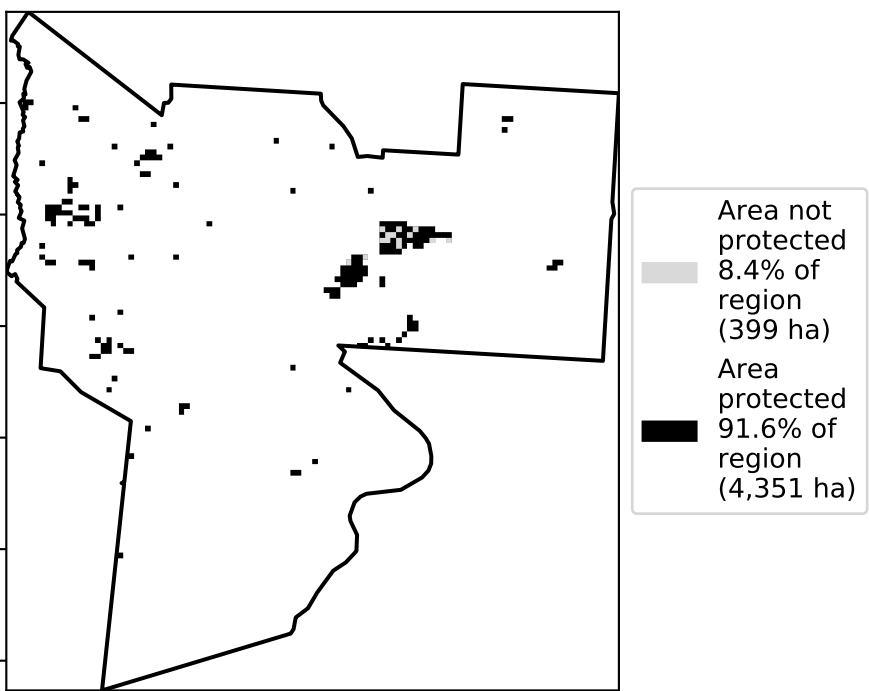 Area not
protected
8.4% of
region
(399 ha)
Area
protected
91.6% of
region
(4,351 ha)